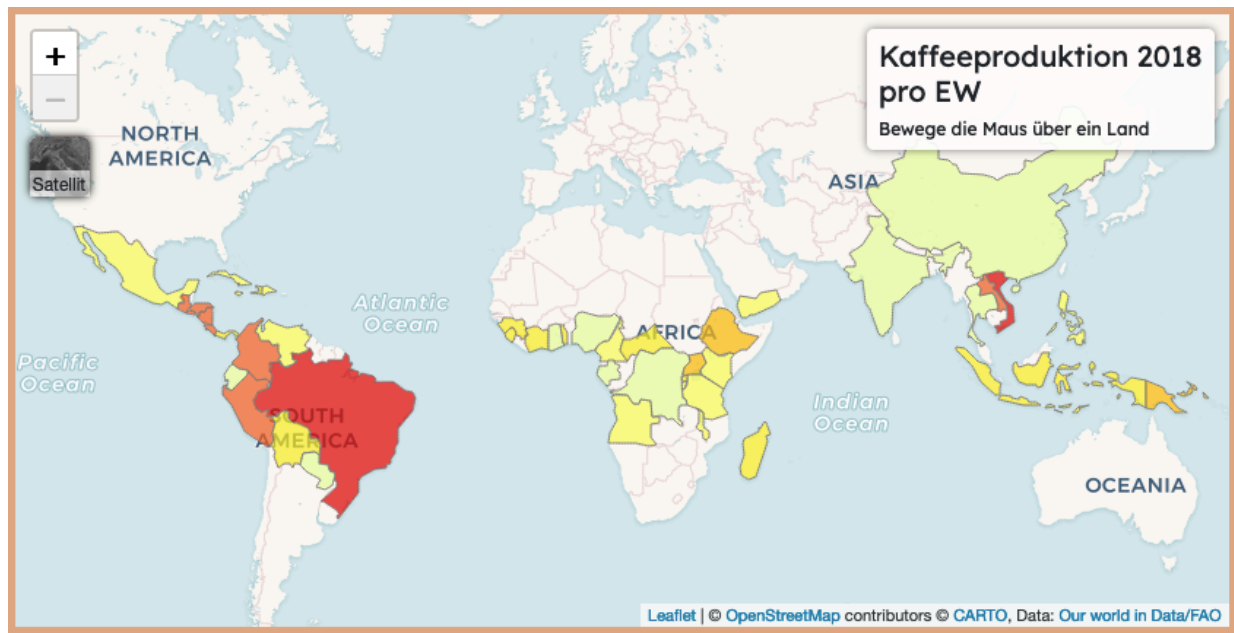 +
−
Satellit
Kaffeeproduktion 2018
pro EW
Bewege die Maus über ein Land
NORTH
AMERICA
ASIA
Atlantic
Ocean
AFRICA
Pacific
Ocean
SOUTH
AMERICA
Indian
Ocean
OCEANIA
Leaflet | © OpenStreetMap contributors © CARTO, Data: Our world in Data/FAO